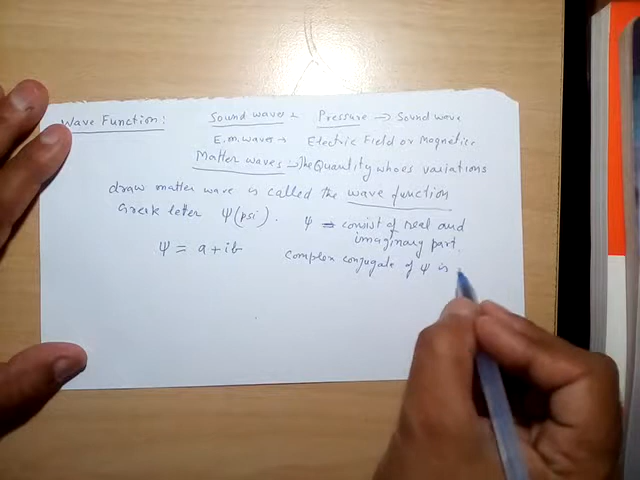 Wave Function: Sound waves → Pressure → Sound wave
E.m. waves → Electric Field or Magnetic
Matter waves → The Quantity whoes variations
draw matter wave is called the wave function
Greek letter Ψ (psi). Ψ → consist of real and
imaginary part.
Ψ = a + ib
Complex conjugate of Ψ is